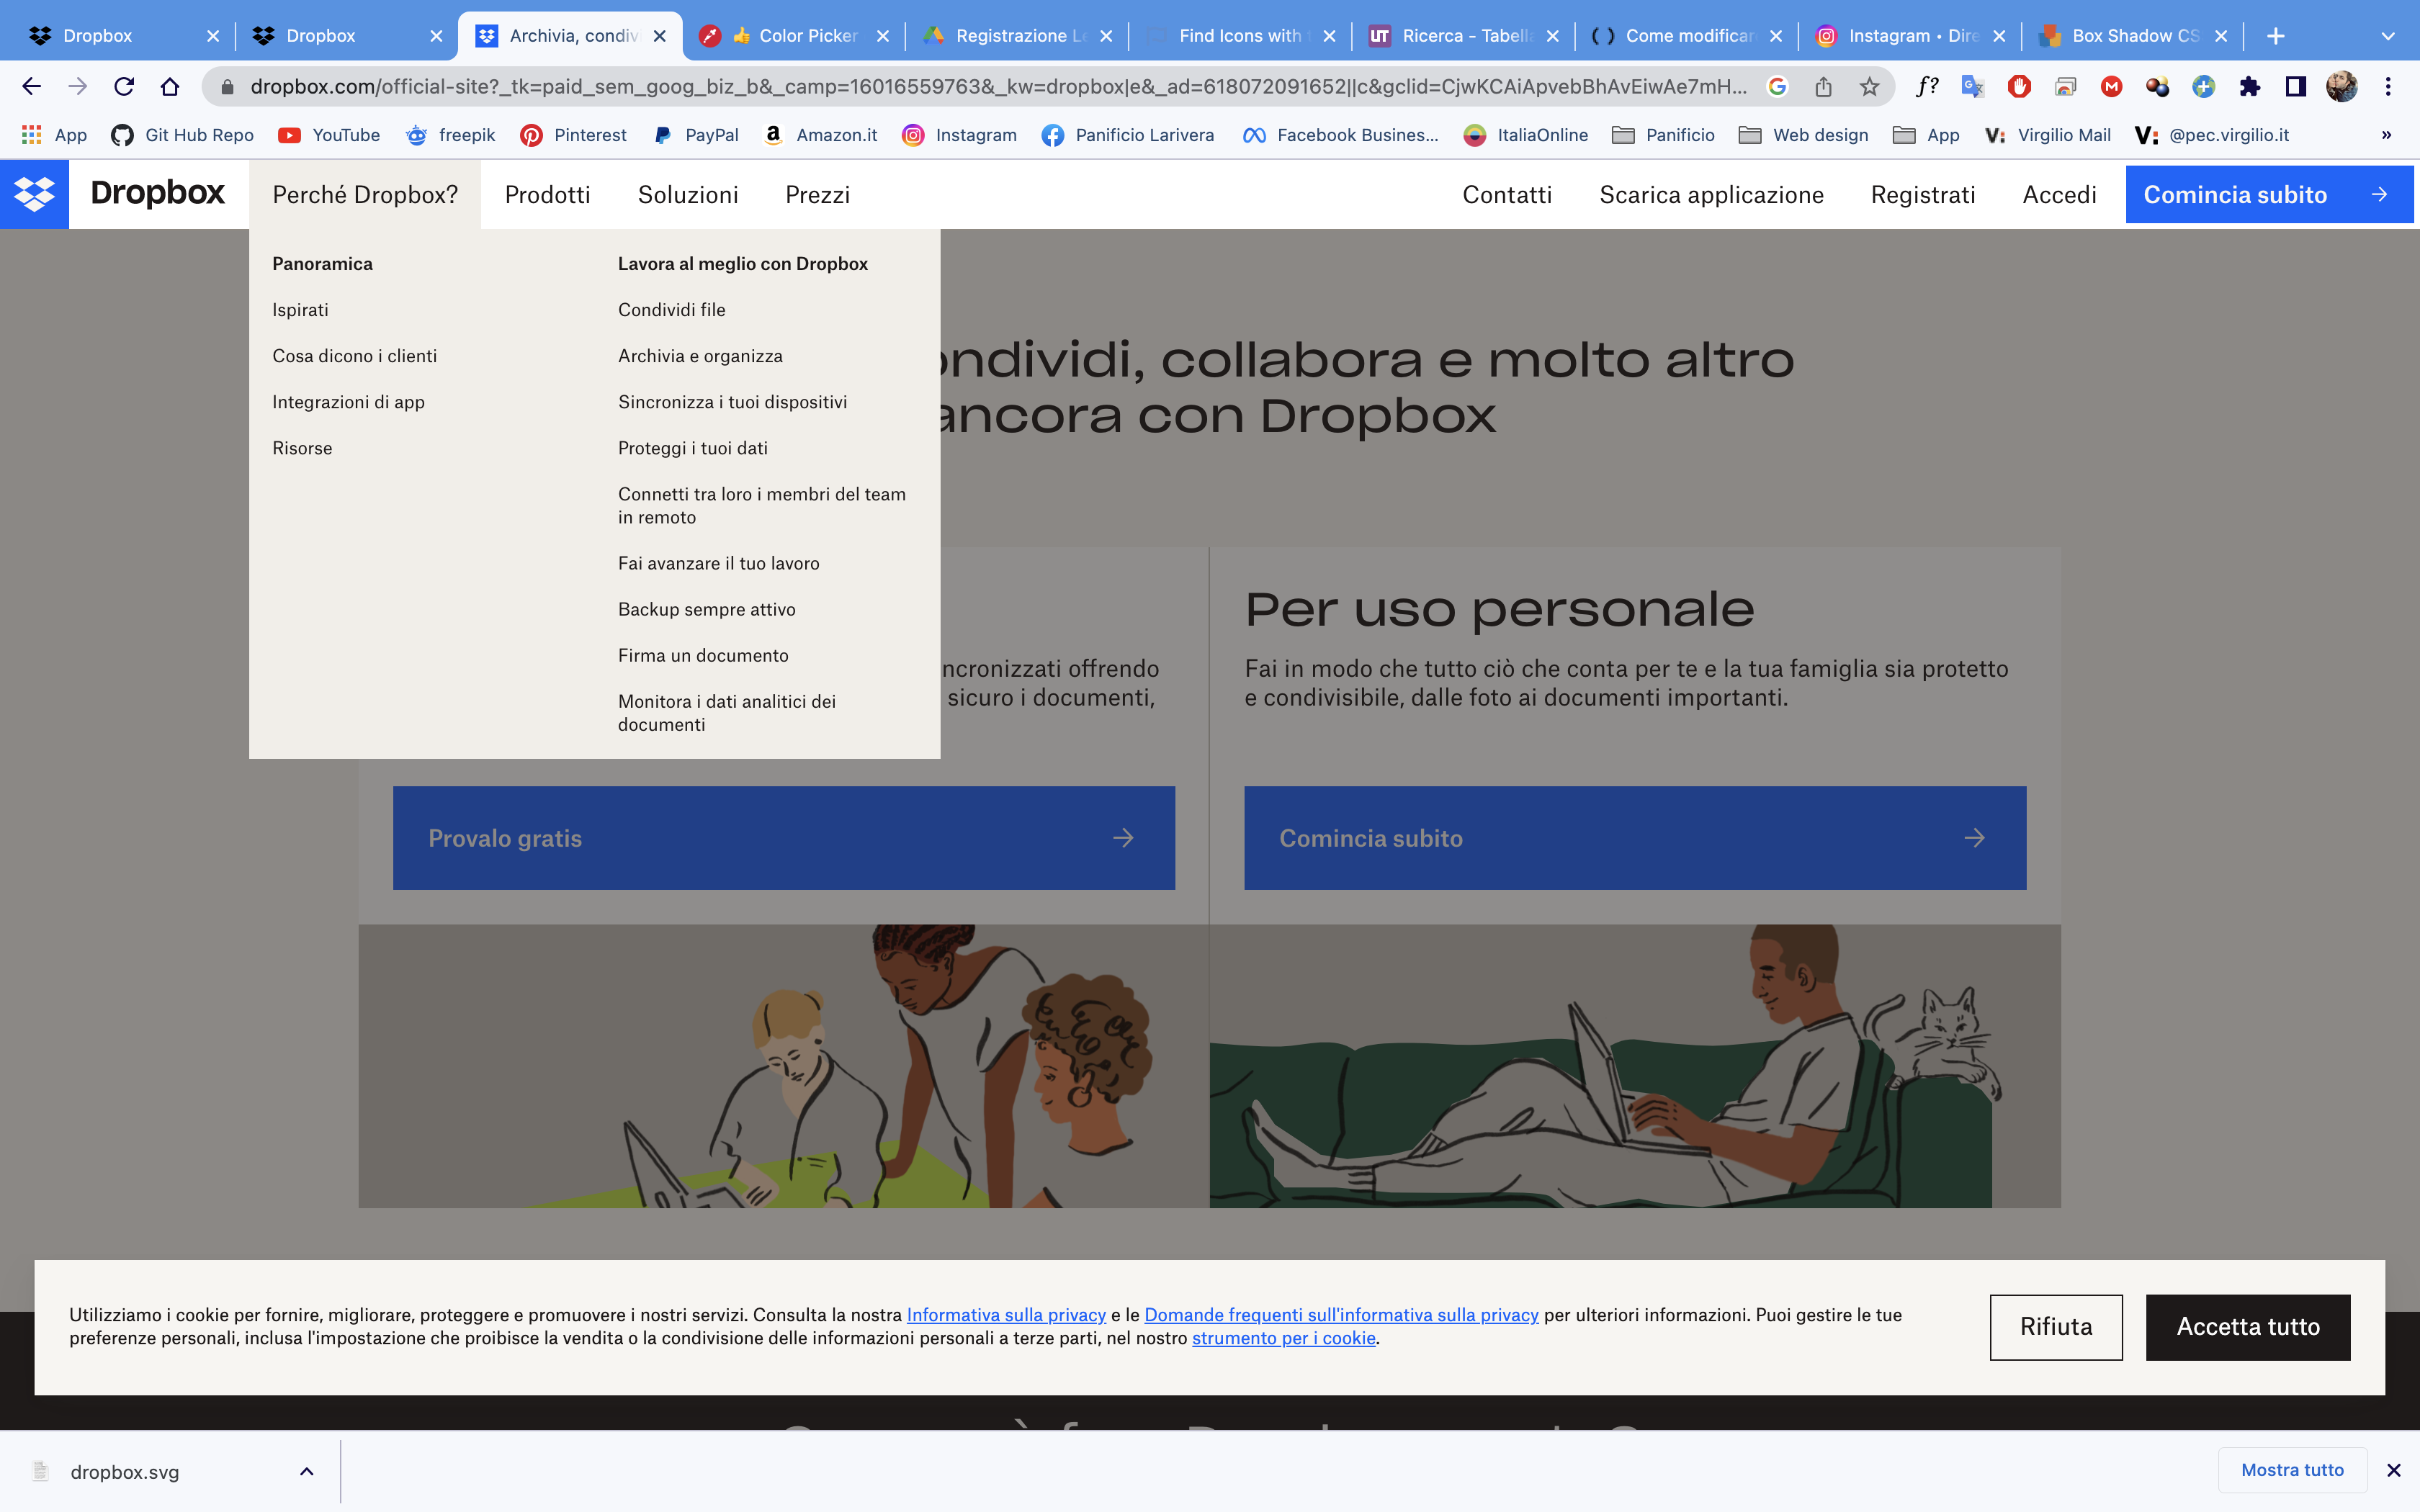 Dropbox
Dropbox
Archivia, condivi
👍 Color Picker
Registrazione Le
Find Icons with t
Ricerca - Tabella
Come modificar
Instagram • Dire
Box Shadow CS
dropbox.com/official-site?_tk=paid_sem_goog_biz_b&_camp=16016559763&_kw=dropbox|e&_ad=618072091652||c&gclid=CjwKCAiApvebBhAvEiwAe7mH...
App
Git Hub Repo
YouTube
freepik
Pinterest
PayPal
Amazon.it
Instagram
Panificio Larivera
Facebook Busines...
ItaliaOnline
Panificio
Web design
App
Virgilio Mail
@pec.virgilio.it
»
Dropbox
Perché Dropbox?
Prodotti
Soluzioni
Prezzi
Contatti
Scarica applicazione
Registrati
Accedi
Comincia subito
Panoramica
Ispirati
Cosa dicono i clienti
Integrazioni di app
Risorse
Lavora al meglio con Dropbox
Condividi file
Archivia e organizza
Sincronizza i tuoi dispositivi
Proteggi i tuoi dati
Connetti tra loro i membri del team
in remoto
Fai avanzare il tuo lavoro
Backup sempre attivo
Firma un documento
Monitora i dati analitici dei
documenti
ondividi, collabora e molto altro
ancora con Dropbox
ncronizzati offrendo
sicuro i documenti,
Provalo gratis
Per uso personale
Fai in modo che tutto ciò che conta per te e la tua famiglia sia protetto
e condivisibile, dalle foto ai documenti importanti.
Comincia subito
Utilizziamo i cookie per fornire, migliorare, proteggere e promuovere i nostri servizi. Consulta la nostra Informativa sulla privacy e le Domande frequenti sull'informativa sulla privacy per ulteriori informazioni. Puoi gestire le tue
preferenze personali, inclusa l'impostazione che proibisce la vendita o la condivisione delle informazioni personali a terze parti, nel nostro strumento per i cookie.
Rifiuta
Accetta tutto
dropbox.svg
Mostra tutto